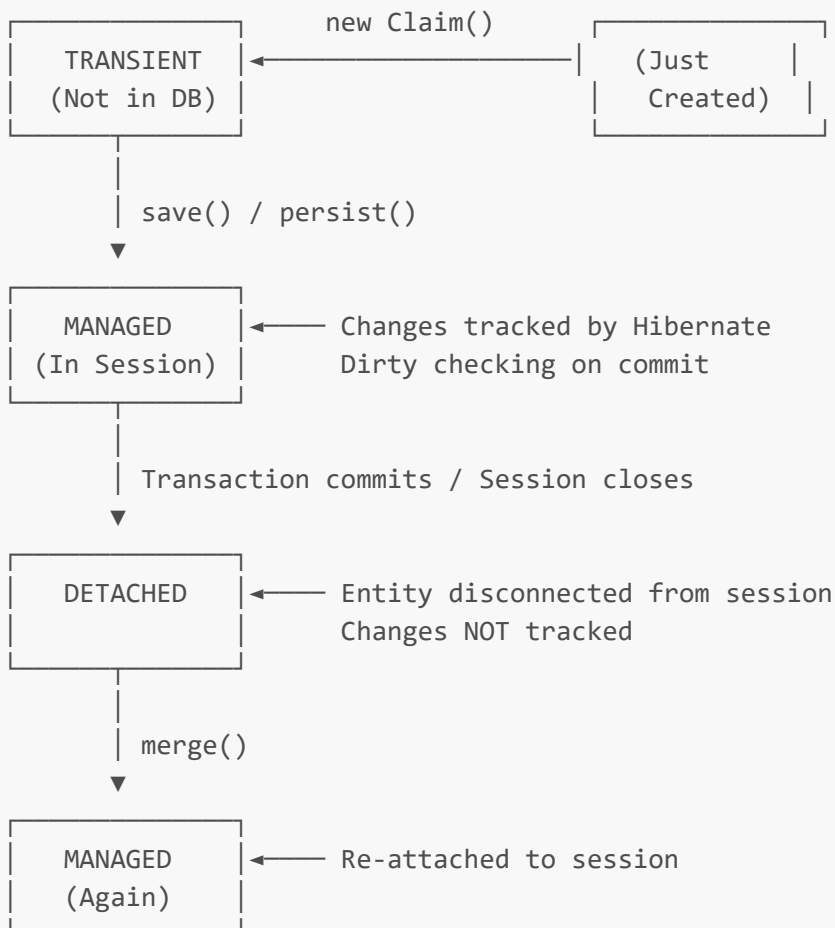 new Claim()
TRANSIENT (Just
(Not in DB) Created)
save() / persist()
MANAGED Changes tracked by Hibernate
(In Session) Dirty checking on commit
Transaction commits / Session closes
DETACHED Entity disconnected from session
Changes NOT tracked
merge()
MANAGED Re-attached to session
(Again)